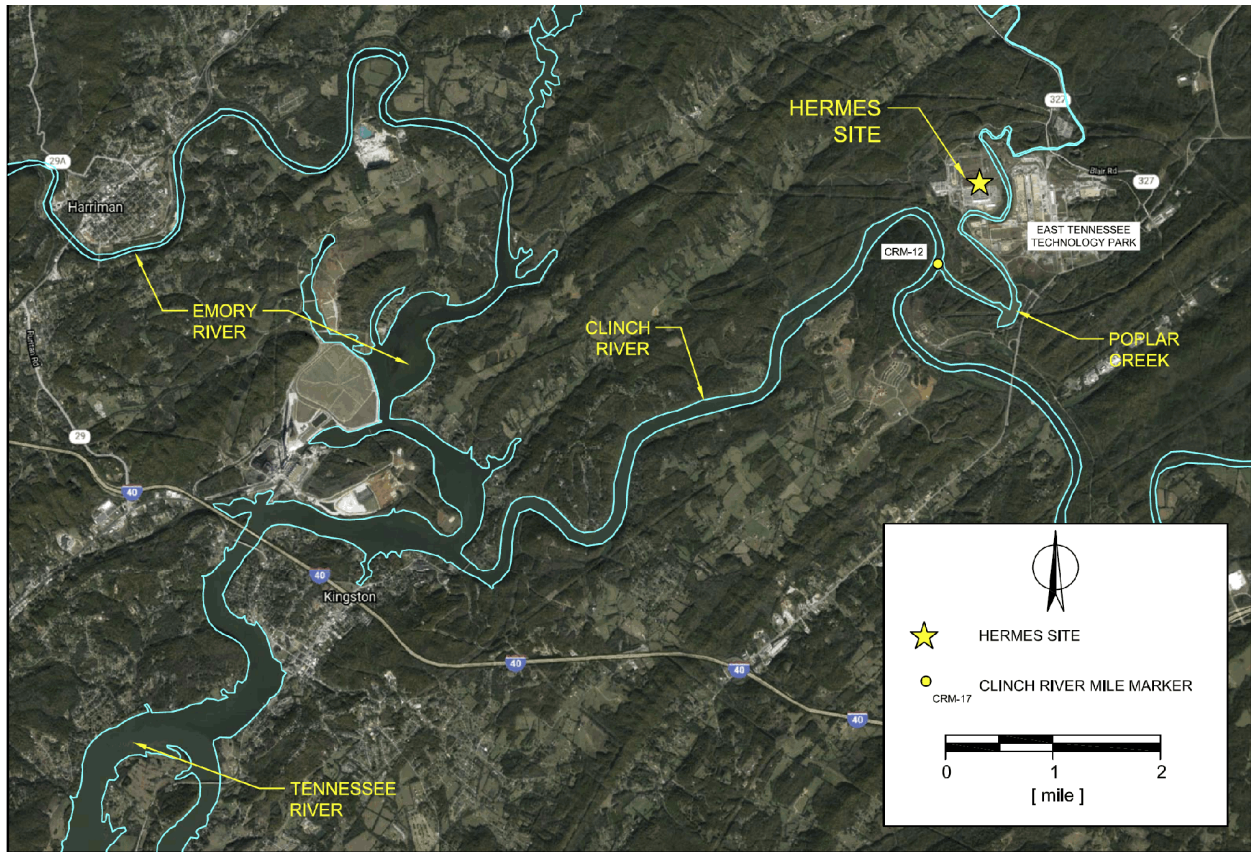 HERMES
SITE
327
29A
Blair Rd
327
Harriman
EAST TENNESSEE
TECHNOLOGY PARK
CRM-12
EMORY
RIVER
CLINCH
RIVER
POPLAR
CREEK
29
40
40
Kingston
40
40
40
HERMES SITE
CRM-17
CLINCH RIVER MILE MARKER
0
1
2
[ mile ]
TENNESSEE
RIVER